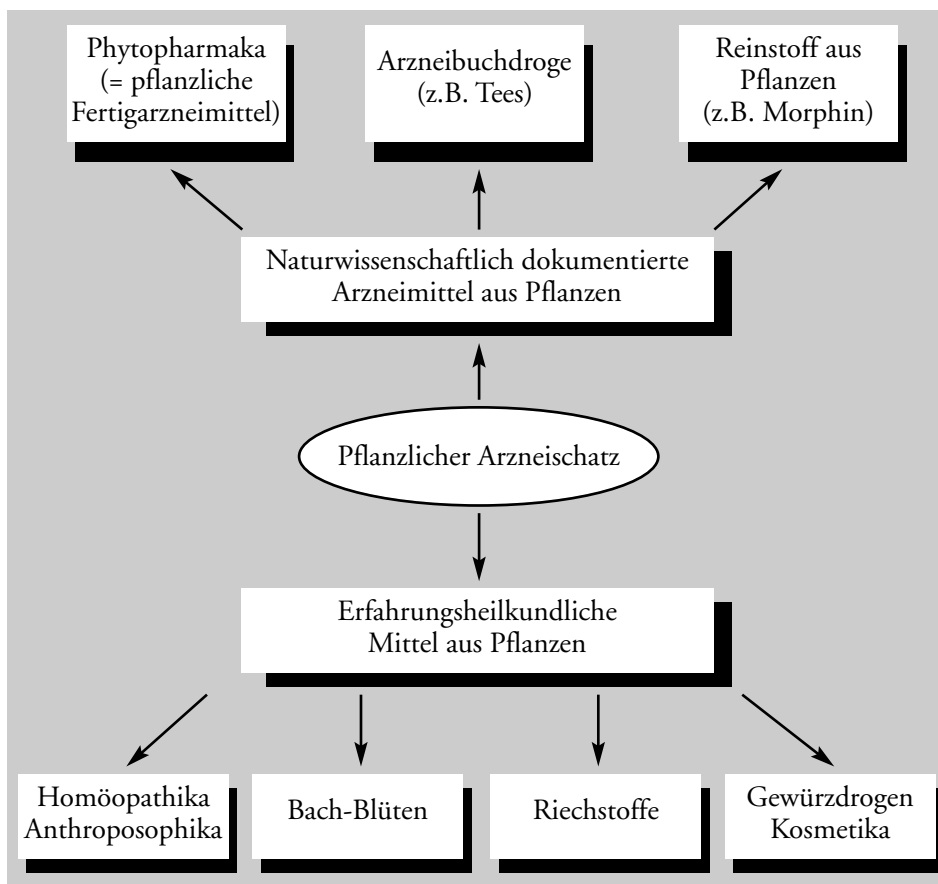 Phytopharmaka
(= pflanzliche
Fertigarzneimittel)
Arzneibuchdroge
(z.B. Tees)
Reinstoff aus
Pflanzen
(z.B. Morphin)
Naturwissenschaftlich dokumentierte
Arzneimittel aus Pflanzen
Pflanzlicher Arzneischatz
Erfahrungsheilkundliche
Mittel aus Pflanzen
Homöopathika
Anthroposophika
Bach-Blüten
Riechstoffe
Gewürzdrogen
Kosmetika